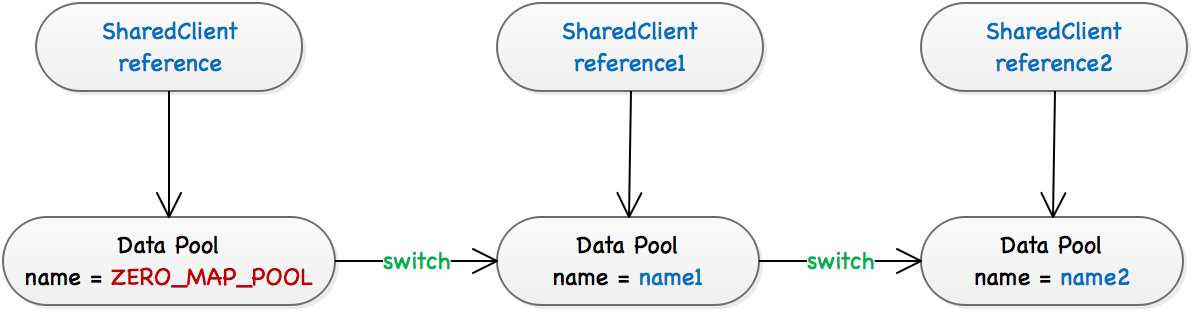 SharedClient
reference
SharedClient
reference1
SharedClient
reference2
Data Pool
name = ZERO_MAP_POOL
switch
Data Pool
name = name1
switch
Data Pool
name = name2